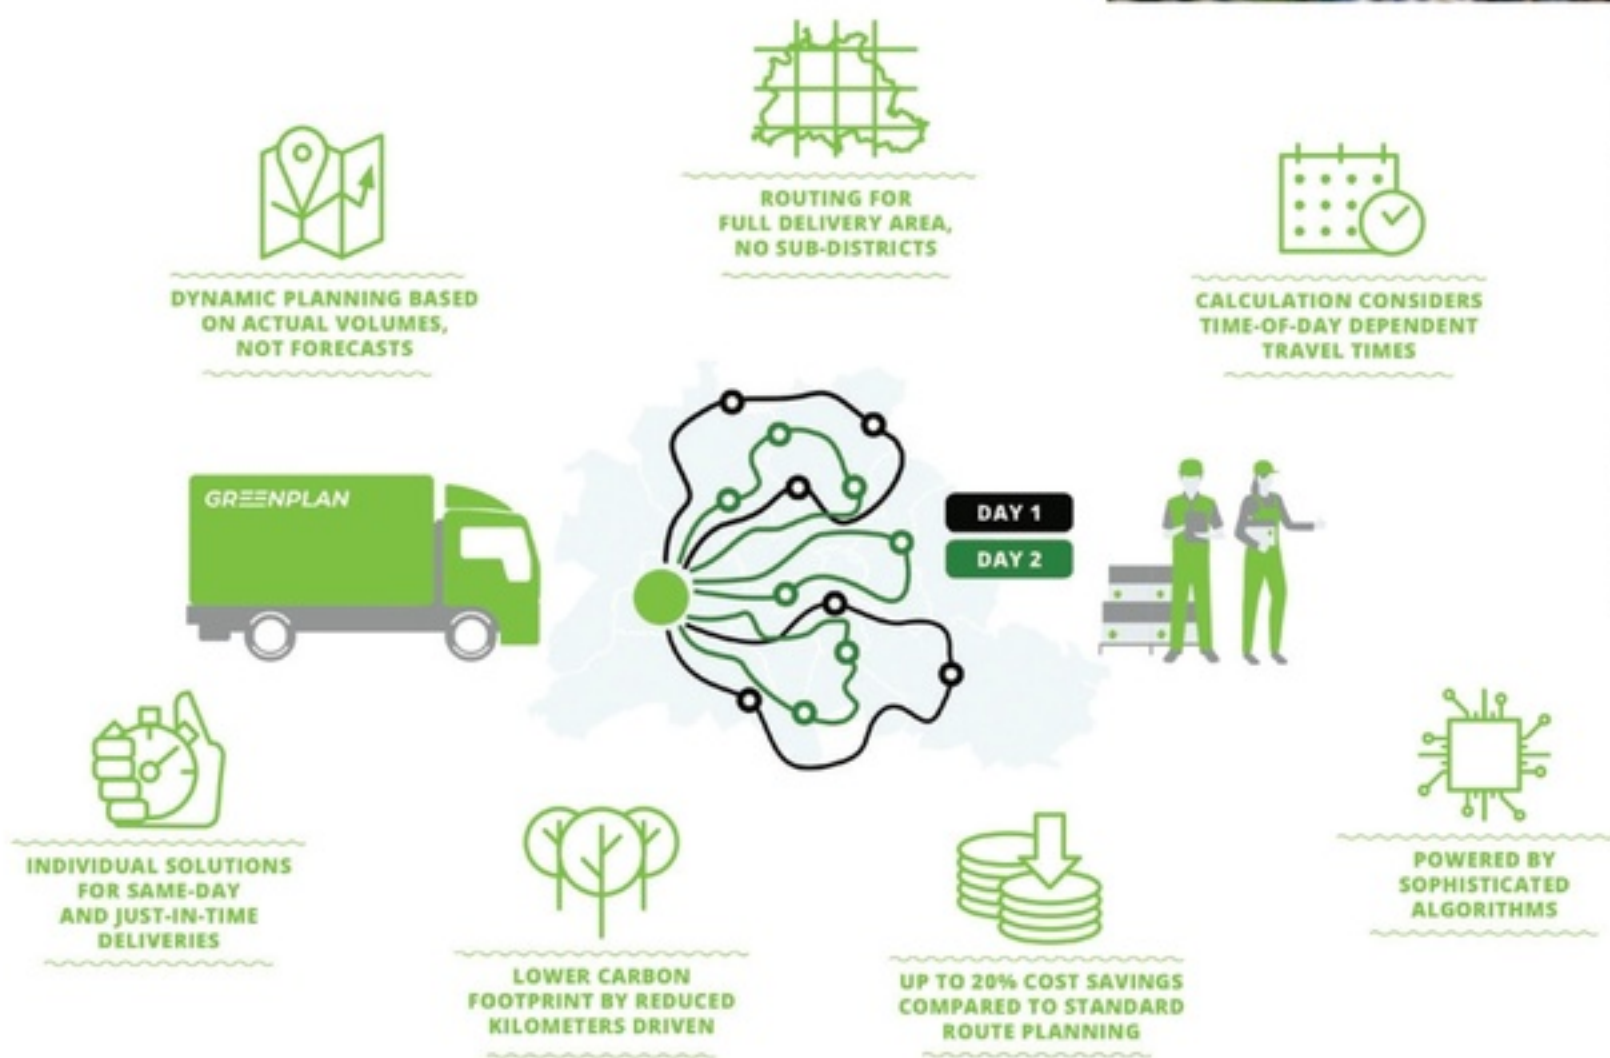 ROUTING FOR
FULL DELIVERY AREA,
NO SUB-DISTRICTS
DYNAMIC PLANNING BASED
ON ACTUAL VOLUMES,
NOT FORECASTS
CALCULATION CONSIDERS
TIME-OF-DAY DEPENDENT
TRAVEL TIMES
GREENPLAN
DAY 1
DAY 2
INDIVIDUAL SOLUTIONS
FOR SAME-DAY
AND JUST-IN-TIME
DELIVERIES
LOWER CARBON
FOOTPRINT BY REDUCED
KILOMETERS DRIVEN
UP TO 20% COST SAVINGS
COMPARED TO STANDARD
ROUTE PLANNING
POWERED BY
SOPHISTICATED
ALGORITHMS